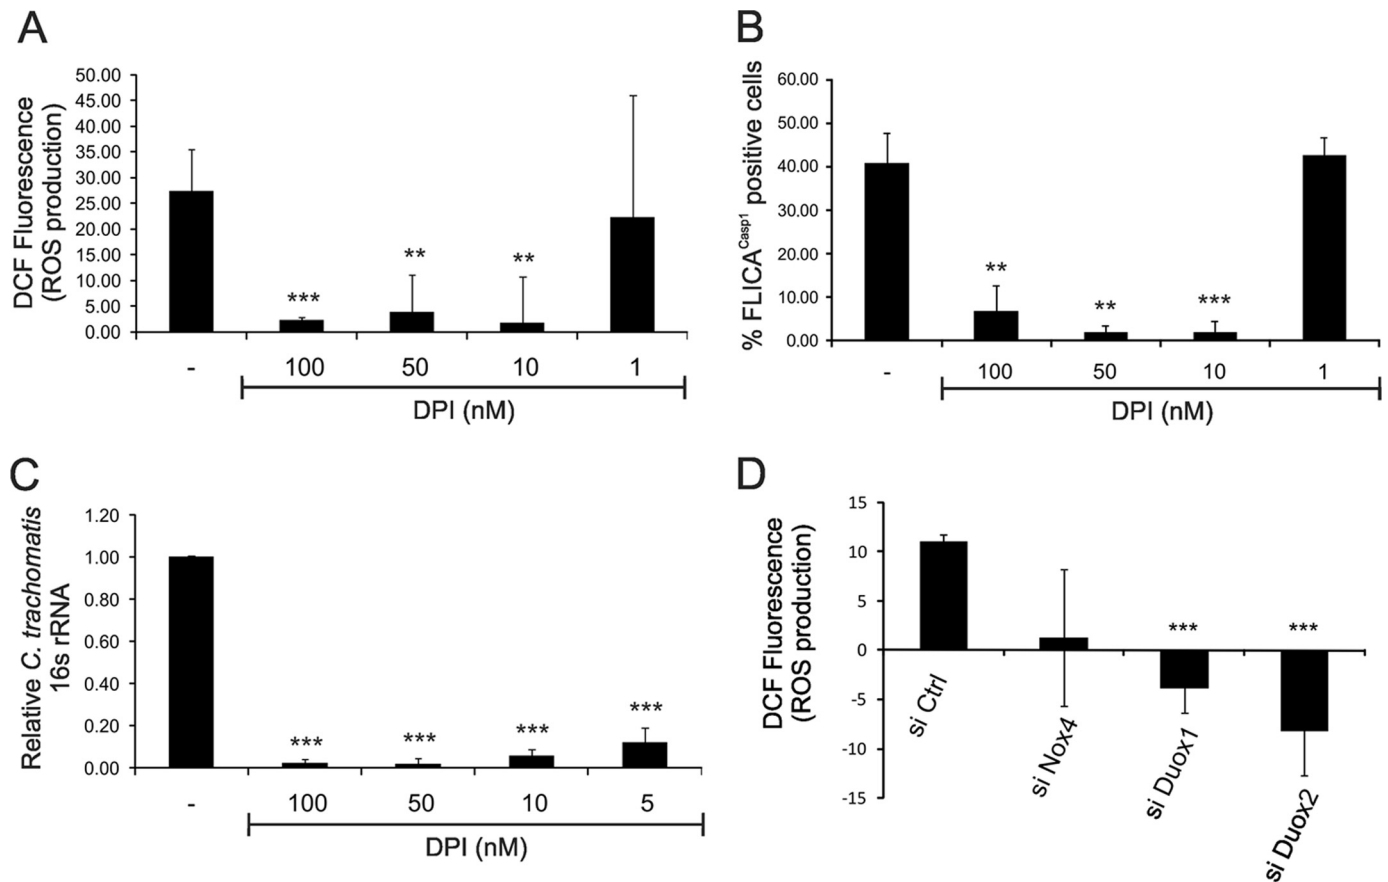 A
DCF Fluorescence
(ROS production)
50.00
45.00
40.00
35.00
30.00
25.00
20.00
15.00
10.00
5.00
0.00
***
**
**
- 100 50 10 1
DPI (nM)
B
% FLICA^Casp1 positive cells
60.00
50.00
40.00
30.00
20.00
10.00
0.00
**
**
***
- 100 50 10 1
DPI (nM)
C
Relative C. trachomatis
16s rRNA
1.20
1.00
0.80
0.60
0.40
0.20
0.00
***
***
***
***
- 100 50 10 5
DPI (nM)
D
DCF Fluorescence
(ROS production)
15
10
5
0
-5
-10
-15
***
***
si Ctrl
si Nox4
si Duox1
si Duox2